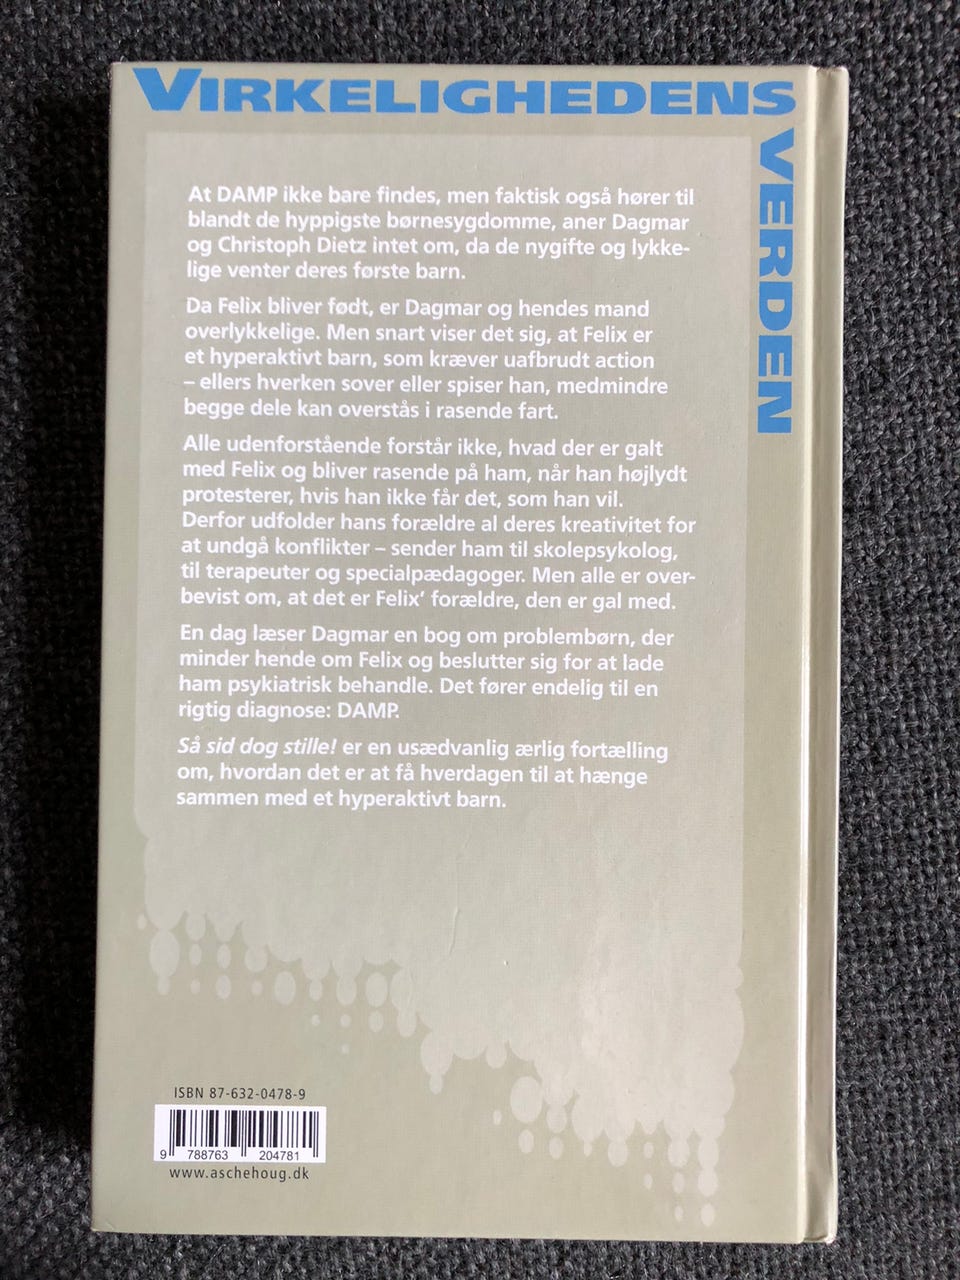 VIRKELIGHEDENS
VERDEN
At DAMP ikke bare findes, men faktisk også hører til
blandt de hyppigste børnesygdomme, aner Dagmar
og Christoph Dietz intet om, da de nygifte og lykke-
lige venter deres første barn.
Da Felix bliver født, er Dagmar og hendes mand
overlykkelige. Men snart viser det sig, at Felix er
et hyperaktivt barn, som kræver uafbrudt action
– ellers hverken sover eller spiser han, medmindre
begge dele kan overstås i rasende fart.
Alle udenforstående forstår ikke, hvad der er galt
med Felix og bliver rasende på ham, når han højlydt
protesterer, hvis han ikke får det, som han vil.
Derfor udfolder hans forældre al deres kreativitet for
at undgå konflikter – sender ham til skolepsykolog,
til terapeuter og specialpædagoger. Men alle er over-
bevist om, at det er Felix’ forældre, den er gal med.
En dag læser Dagmar en bog om problembørn, der
minder hende om Felix og beslutter sig for at lade
ham psykiatrisk behandle. Det fører endelig til en
rigtig diagnose: DAMP.
Så sid dog stille! er en usædvanlig ærlig fortælling
om, hvordan det er at få hverdagen til at hænge
sammen med et hyperaktivt barn.
ISBN 87-632-0478-9
9 788763 204781
www.aschehoug.dk